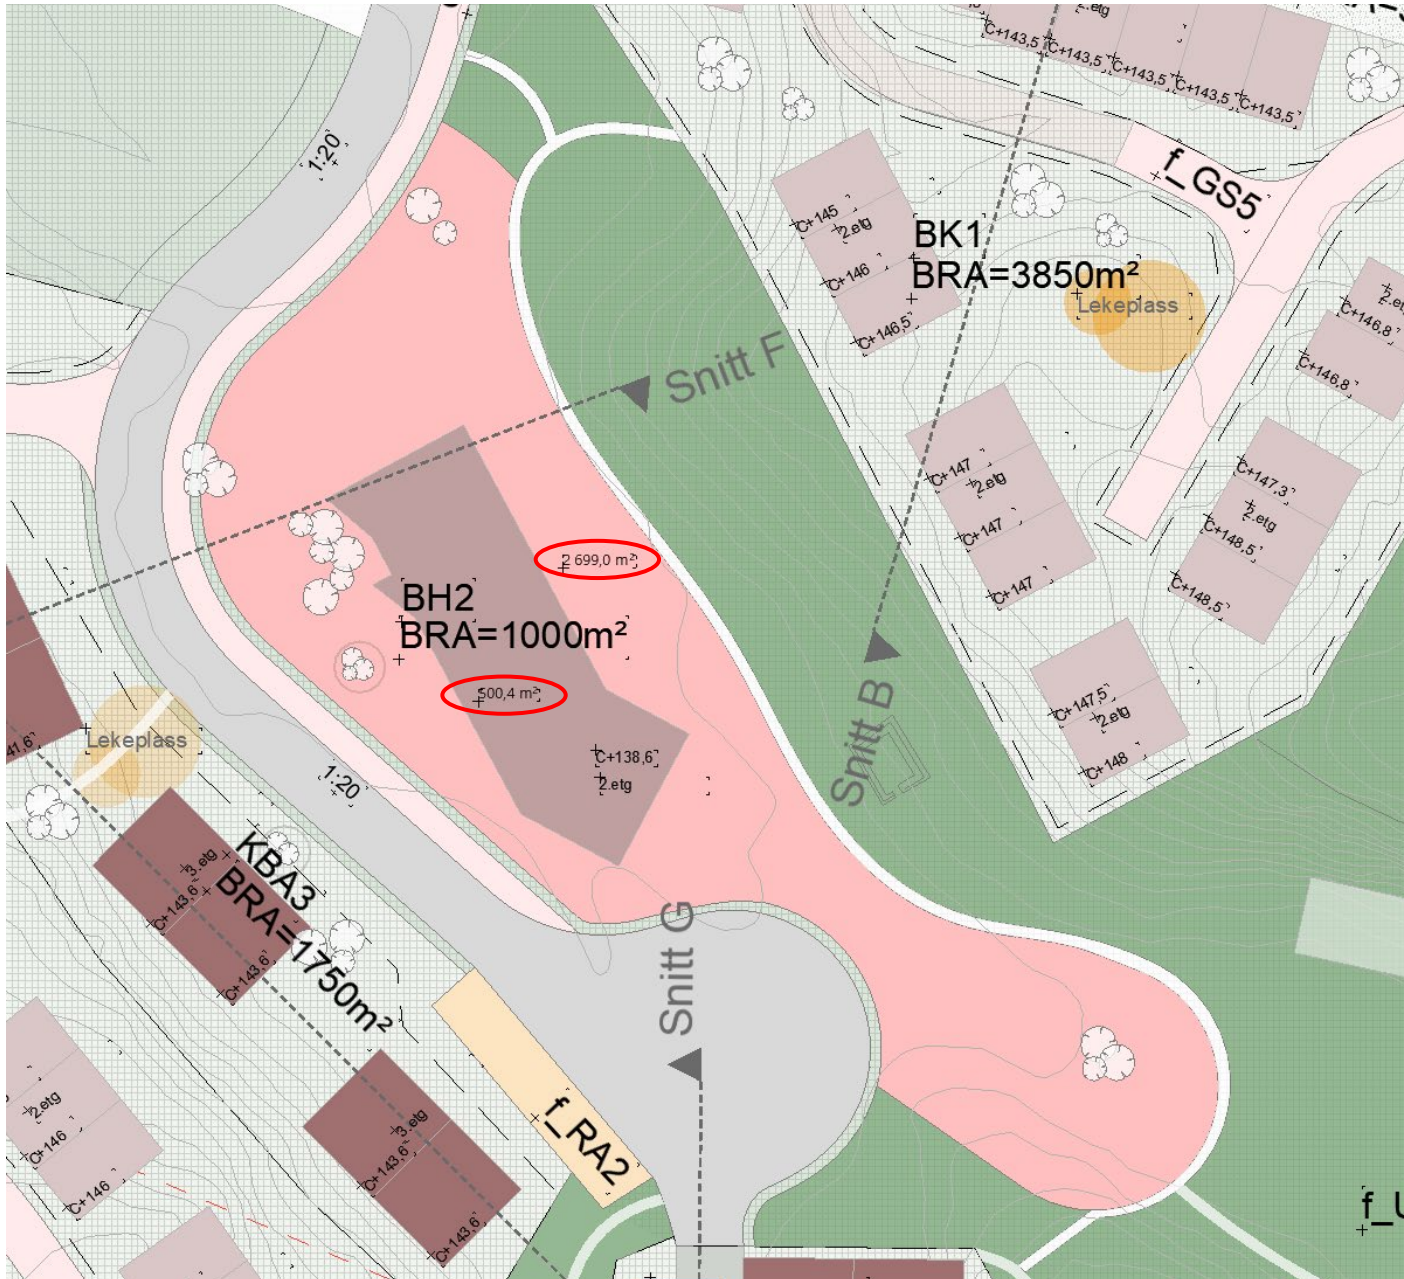 2.etg
C+143,5
C+143,5
C+143,5
C+143,5
C+143,5
1:20
f_GS5
C+145
2.etg
C+146
C+146,5
BK1
BRA=3850m²
Lekeplass
C+146,8
C+146,8
Snitt F
C+147
2.etg
C+147
C+147
C+147,3
2.etg
C+148,5
C+148,5
2 699,0 m²
BH2
BRA=1000m²
500,4 m²
C+147,5
2.etg
C+148
Snitt B
Lekeplass
41,6
C+138,6
2.etg
1:20
KBA3
BRA=1750m²
3.etg
C+143,6
C+143,6
Snitt G
2.etg
C+146
C+146
3.etg
C+143,6
C+143,6
f_RA2